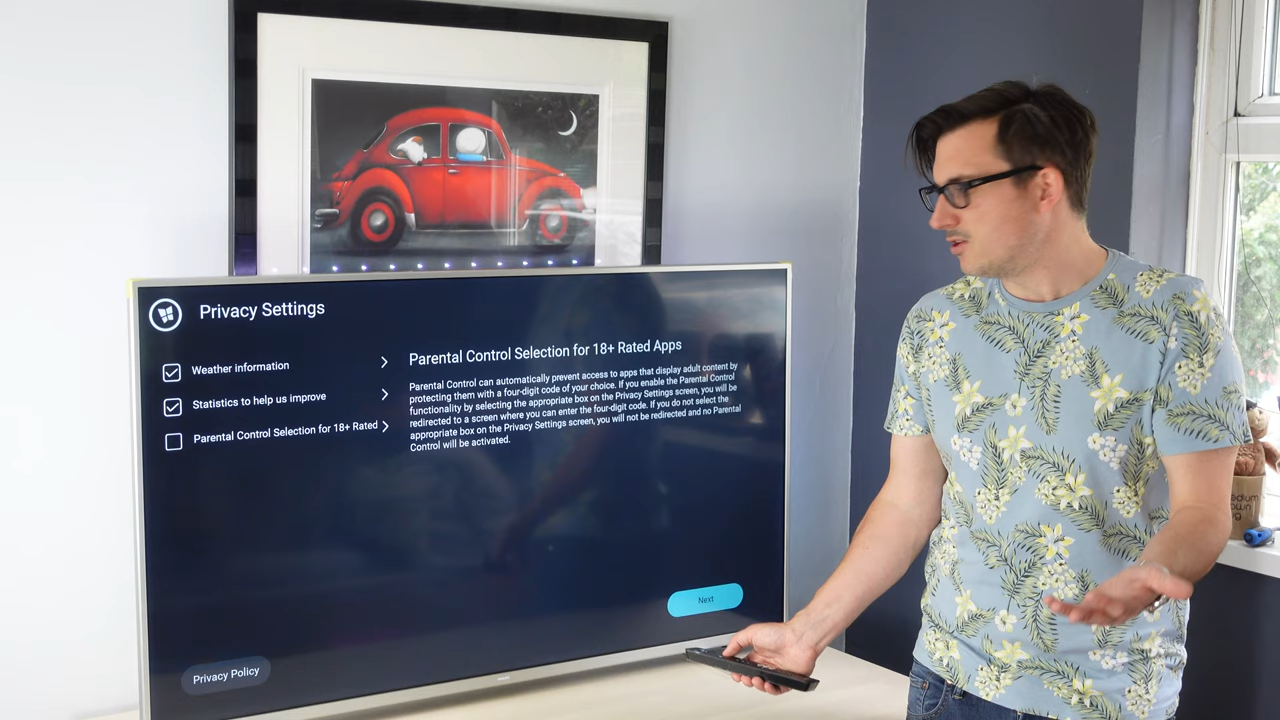 Privacy Settings
Weather information
Statistics to help us improve
Parental Control Selection for 18+ Rated
Parental Control Selection for 18+ Rated Apps
Parental Control can automatically prevent access to apps that display adult content by
protecting them with a four-digit code of your choice. If you enable the Parental Control
functionality by selecting the appropriate box on the Privacy Settings screen, you will be
redirected to a screen where you can enter the four-digit code. If you do not select the
appropriate box on the Privacy Settings screen, you will not be redirected and no Parental
Control will be activated.
Next
Privacy Policy